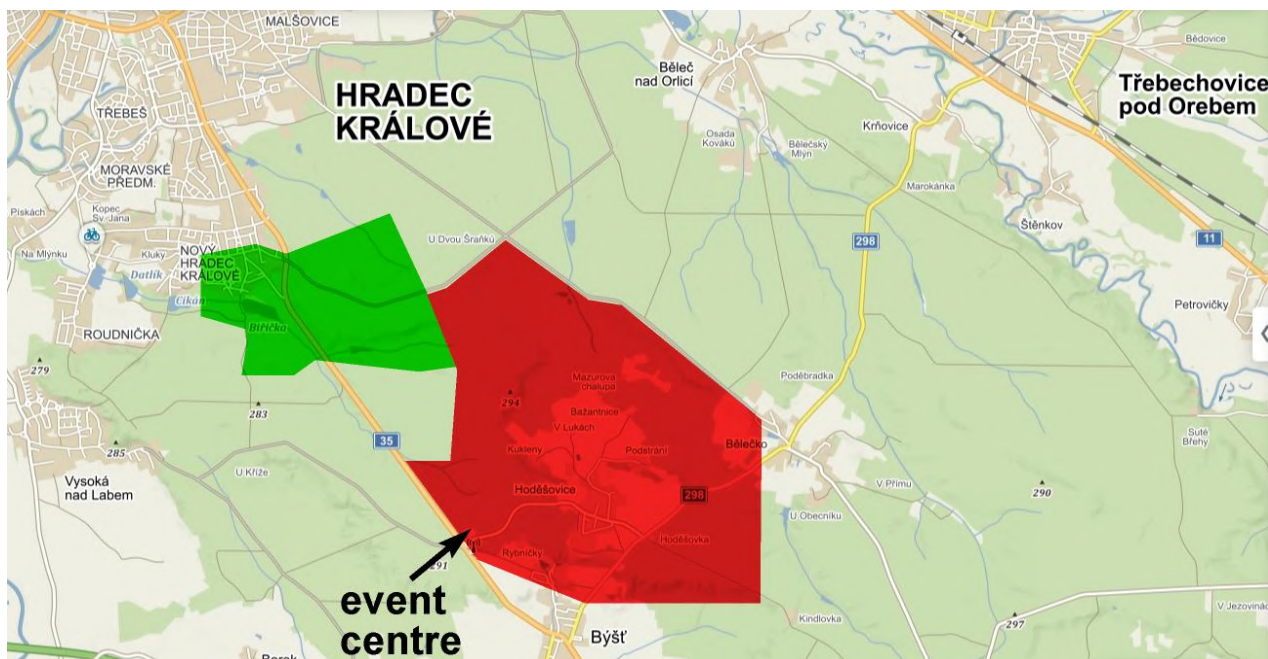 MALŠOVICE
Bědovice
HRADEC
KRÁLOVÉ
Běleč
nad Orlicí
Třebechovice
pod Orebem
TŘEBEŠ
Osada
Kováků
Bělečský
Mlýn
Krňovice
MORAVSKÉ
PŘEDM.
Marokánka
Pískách
Kopec
Sv. Jana
Štěnkov
U Dvou Šraňků
298
11
Na Mlýnku
Kluky
NOVÝ
HRADEC
KRÁLOVÉ
Datlík
Cikán
Petrovičky
Biřička
ROUDNIČKA
279
Poděbradka
Mazurova
chalupa
294
283
Bažantnice
V Lukách
Bělečko
Suté
Břehy
35
285
Kukleny
Podstrání
U Kříže
Vysoká
nad Labem
V Přímu
Hoděšovice
298
290
U Obecníku
Hoděšovka
Rybníčky
291
event
centre
Kindlovka
297
V Jezovinác
Býšť
Borek